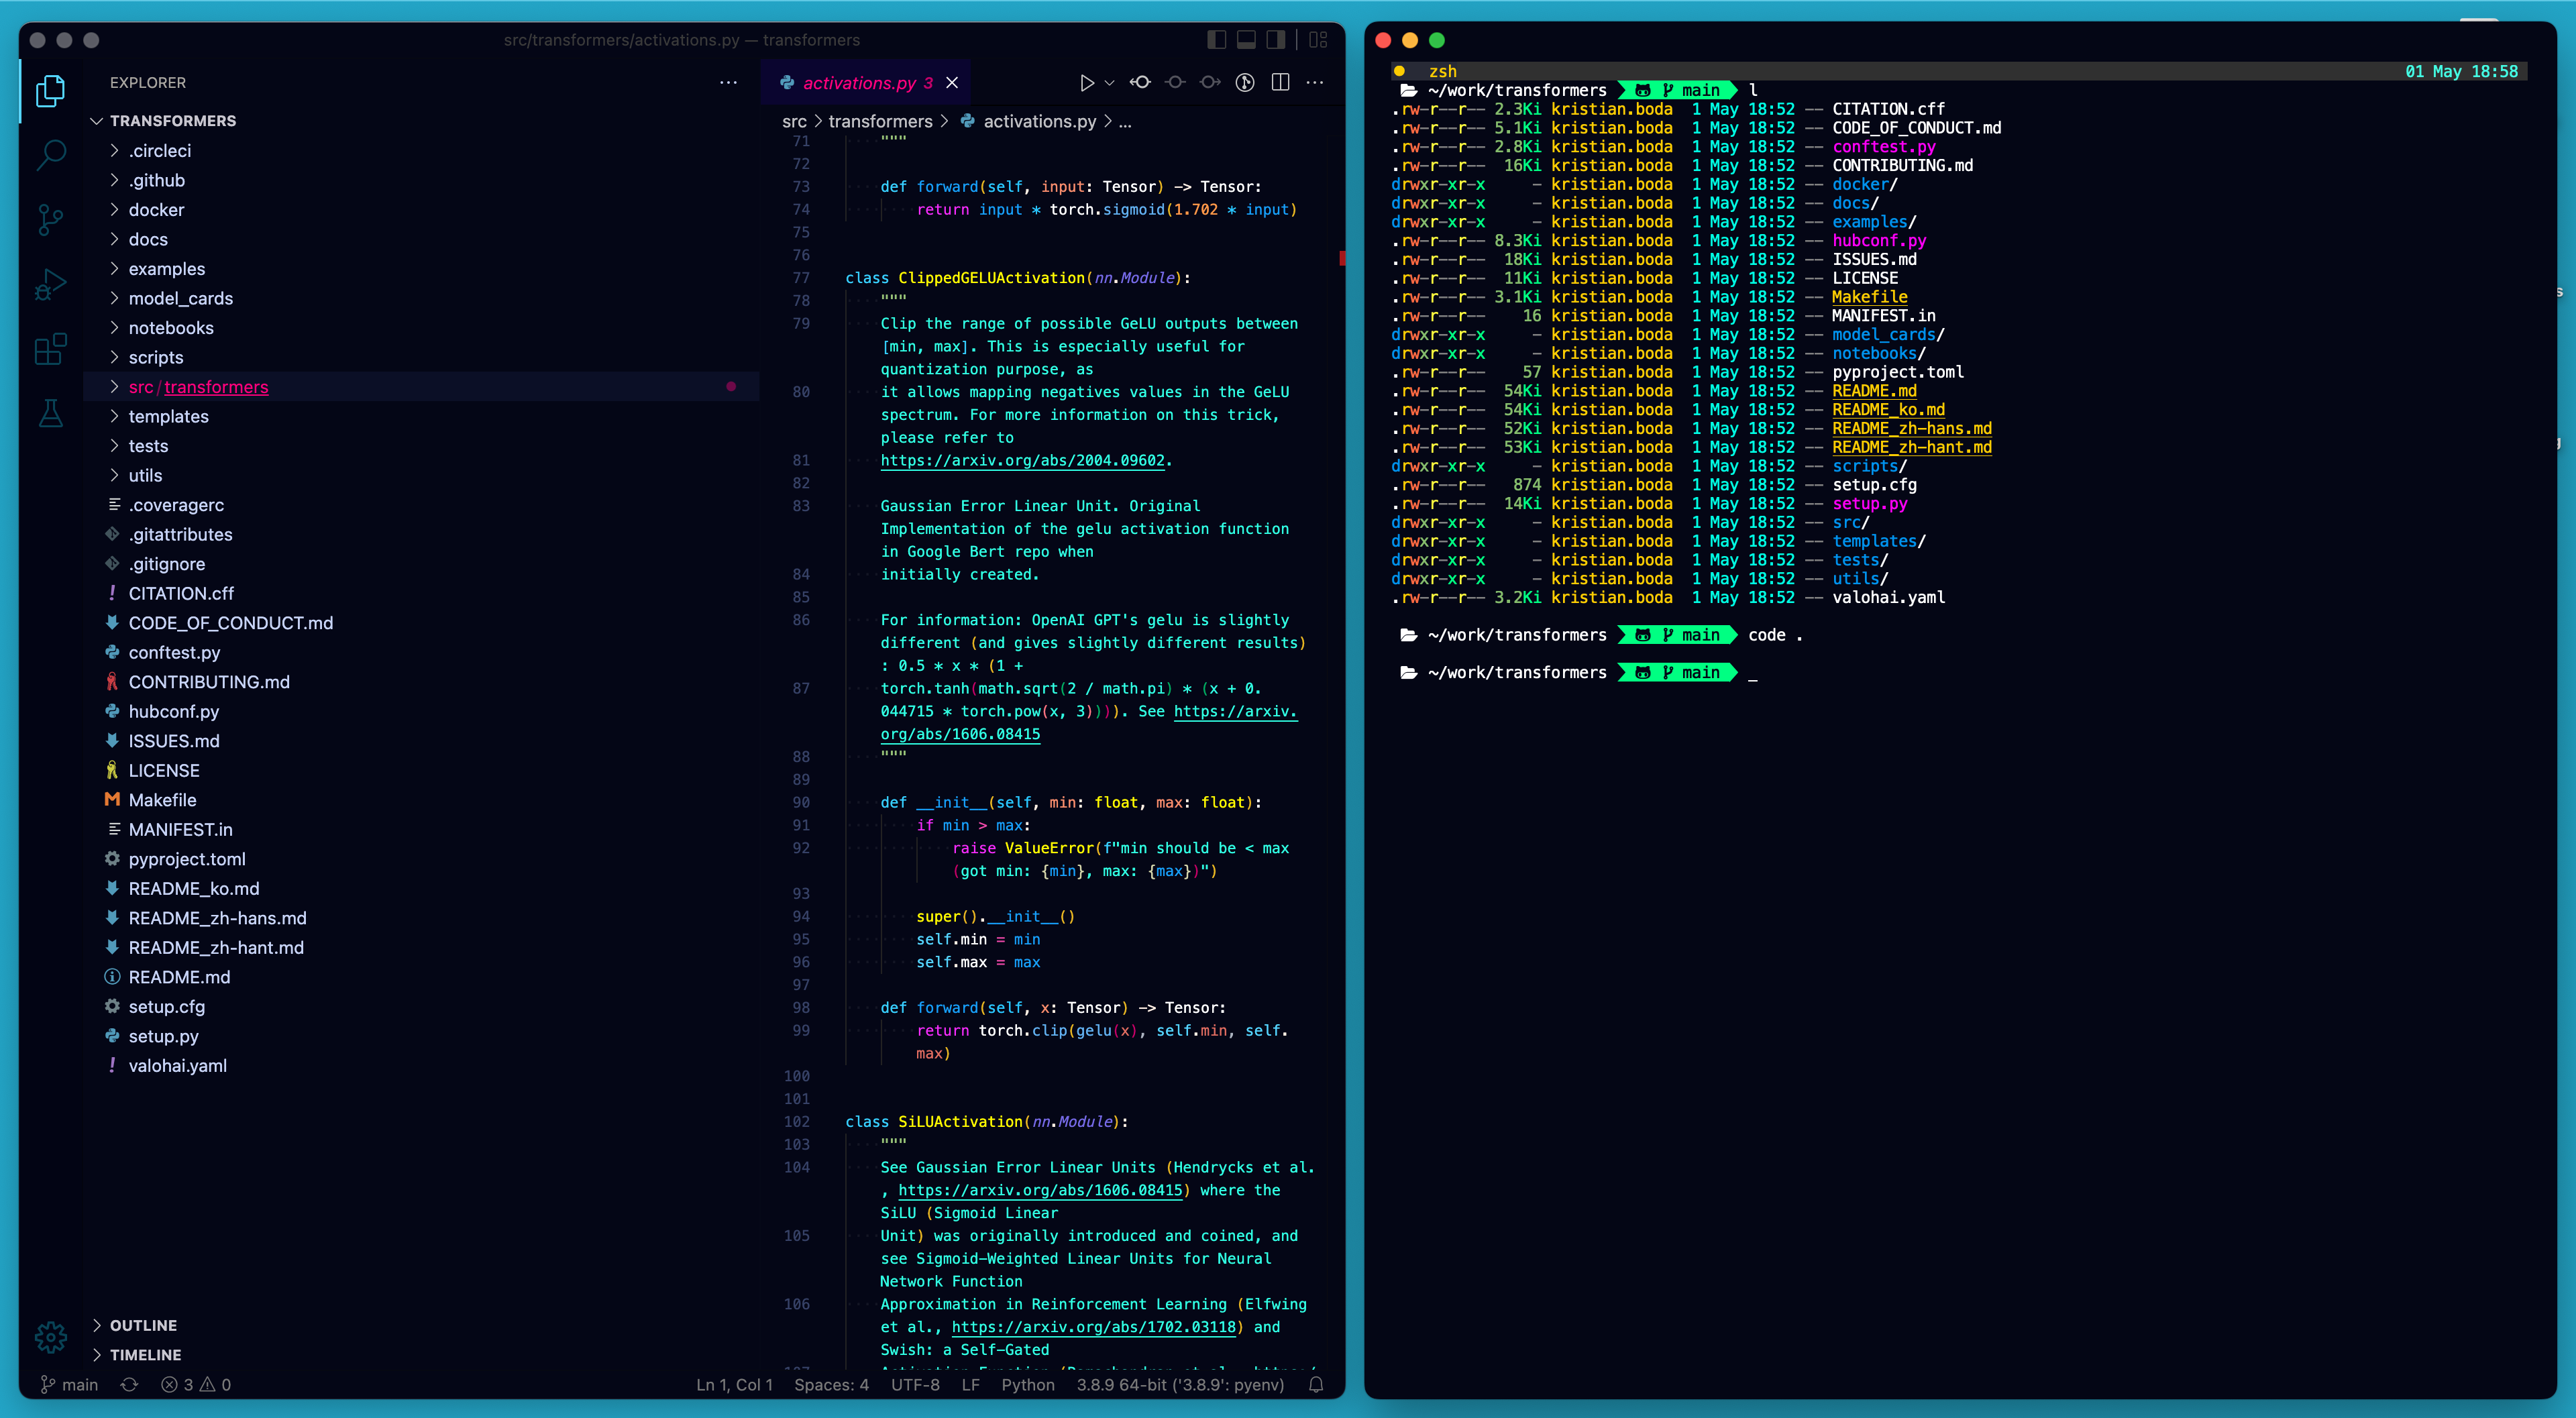 src/transformers/activations.py — transformers
EXPLORER
TRANSFORMERS
.circleci
.github
docker
docs
examples
model_cards
notebooks
scripts
src/transformers
templates
tests
utils
.coveragerc
.gitattributes
.gitignore
! CITATION.cff
CODE_OF_CONDUCT.md
conftest.py
CONTRIBUTING.md
hubconf.py
ISSUES.md
LICENSE
M Makefile
MANIFEST.in
pyproject.toml
README_ko.md
README_zh-hans.md
README_zh-hant.md
README.md
setup.cfg
setup.py
! valohai.yaml
OUTLINE
TIMELINE
activations.py 3
src > transformers > activations.py > ...
71 """
72
73 def forward(self, input: Tensor) -> Tensor:
74 return input * torch.sigmoid(1.702 * input)
75
76
77 class ClippedGELUActivation(nn.Module):
78 """
79 Clip the range of possible GeLU outputs between
[min, max]. This is especially useful for
quantization purpose, as
80 it allows mapping negatives values in the GeLU
spectrum. For more information on this trick,
please refer to
81 https://arxiv.org/abs/2004.09602.
82
83 Gaussian Error Linear Unit. Original
Implementation of the gelu activation function
in Google Bert repo when
84 initially created.
85
86 For information: OpenAI GPT's gelu is slightly
different (and gives slightly different results)
: 0.5 * x * (1 +
87 torch.tanh(math.sqrt(2 / math.pi) * (x + 0.
044715 * torch.pow(x, 3)))). See https://arxiv.
org/abs/1606.08415
88 """
89
90 def __init__(self, min: float, max: float):
91 if min > max:
92 raise ValueError(f"min should be < max
(got min: {min}, max: {max})")
93
94 super().__init__()
95 self.min = min
96 self.max = max
97
98 def forward(self, x: Tensor) -> Tensor:
99 return torch.clip(gelu(x), self.min, self.
max)
100
101
102 class SiLUActivation(nn.Module):
103 """
104 See Gaussian Error Linear Units (Hendrycks et al.
, https://arxiv.org/abs/1606.08415) where the
SiLU (Sigmoid Linear
105 Unit) was originally introduced and coined, and
see Sigmoid-Weighted Linear Units for Neural
Network Function
106 Approximation in Reinforcement Learning (Elfwing
et al., https://arxiv.org/abs/1702.03118) and
Swish: a Self-Gated
main 3 0 Ln 1, Col 1 Spaces: 4 UTF-8 LF Python 3.8.9 64-bit ('3.8.9': pyenv)
zsh 01 May 18:58
~/work/transformers main l
.rw-r--r-- 2.3Ki kristian.boda 1 May 18:52 -- CITATION.cff
.rw-r--r-- 5.1Ki kristian.boda 1 May 18:52 -- CODE_OF_CONDUCT.md
.rw-r--r-- 2.8Ki kristian.boda 1 May 18:52 -- conftest.py
.rw-r--r-- 16Ki kristian.boda 1 May 18:52 -- CONTRIBUTING.md
drwxr-xr-x - kristian.boda 1 May 18:52 -- docker/
drwxr-xr-x - kristian.boda 1 May 18:52 -- docs/
drwxr-xr-x - kristian.boda 1 May 18:52 -- examples/
.rw-r--r-- 8.3Ki kristian.boda 1 May 18:52 -- hubconf.py
.rw-r--r-- 18Ki kristian.boda 1 May 18:52 -- ISSUES.md
.rw-r--r-- 11Ki kristian.boda 1 May 18:52 -- LICENSE
.rw-r--r-- 3.1Ki kristian.boda 1 May 18:52 -- Makefile
.rw-r--r-- 16 kristian.boda 1 May 18:52 -- MANIFEST.in
drwxr-xr-x - kristian.boda 1 May 18:52 -- model_cards/
drwxr-xr-x - kristian.boda 1 May 18:52 -- notebooks/
.rw-r--r-- 57 kristian.boda 1 May 18:52 -- pyproject.toml
.rw-r--r-- 54Ki kristian.boda 1 May 18:52 -- README.md
.rw-r--r-- 54Ki kristian.boda 1 May 18:52 -- README_ko.md
.rw-r--r-- 52Ki kristian.boda 1 May 18:52 -- README_zh-hans.md
.rw-r--r-- 53Ki kristian.boda 1 May 18:52 -- README_zh-hant.md
drwxr-xr-x - kristian.boda 1 May 18:52 -- scripts/
.rw-r--r-- 874 kristian.boda 1 May 18:52 -- setup.cfg
.rw-r--r-- 14Ki kristian.boda 1 May 18:52 -- setup.py
drwxr-xr-x - kristian.boda 1 May 18:52 -- src/
drwxr-xr-x - kristian.boda 1 May 18:52 -- templates/
drwxr-xr-x - kristian.boda 1 May 18:52 -- tests/
drwxr-xr-x - kristian.boda 1 May 18:52 -- utils/
.rw-r--r-- 3.2Ki kristian.boda 1 May 18:52 -- valohai.yaml
~/work/transformers main code .
~/work/transformers main _